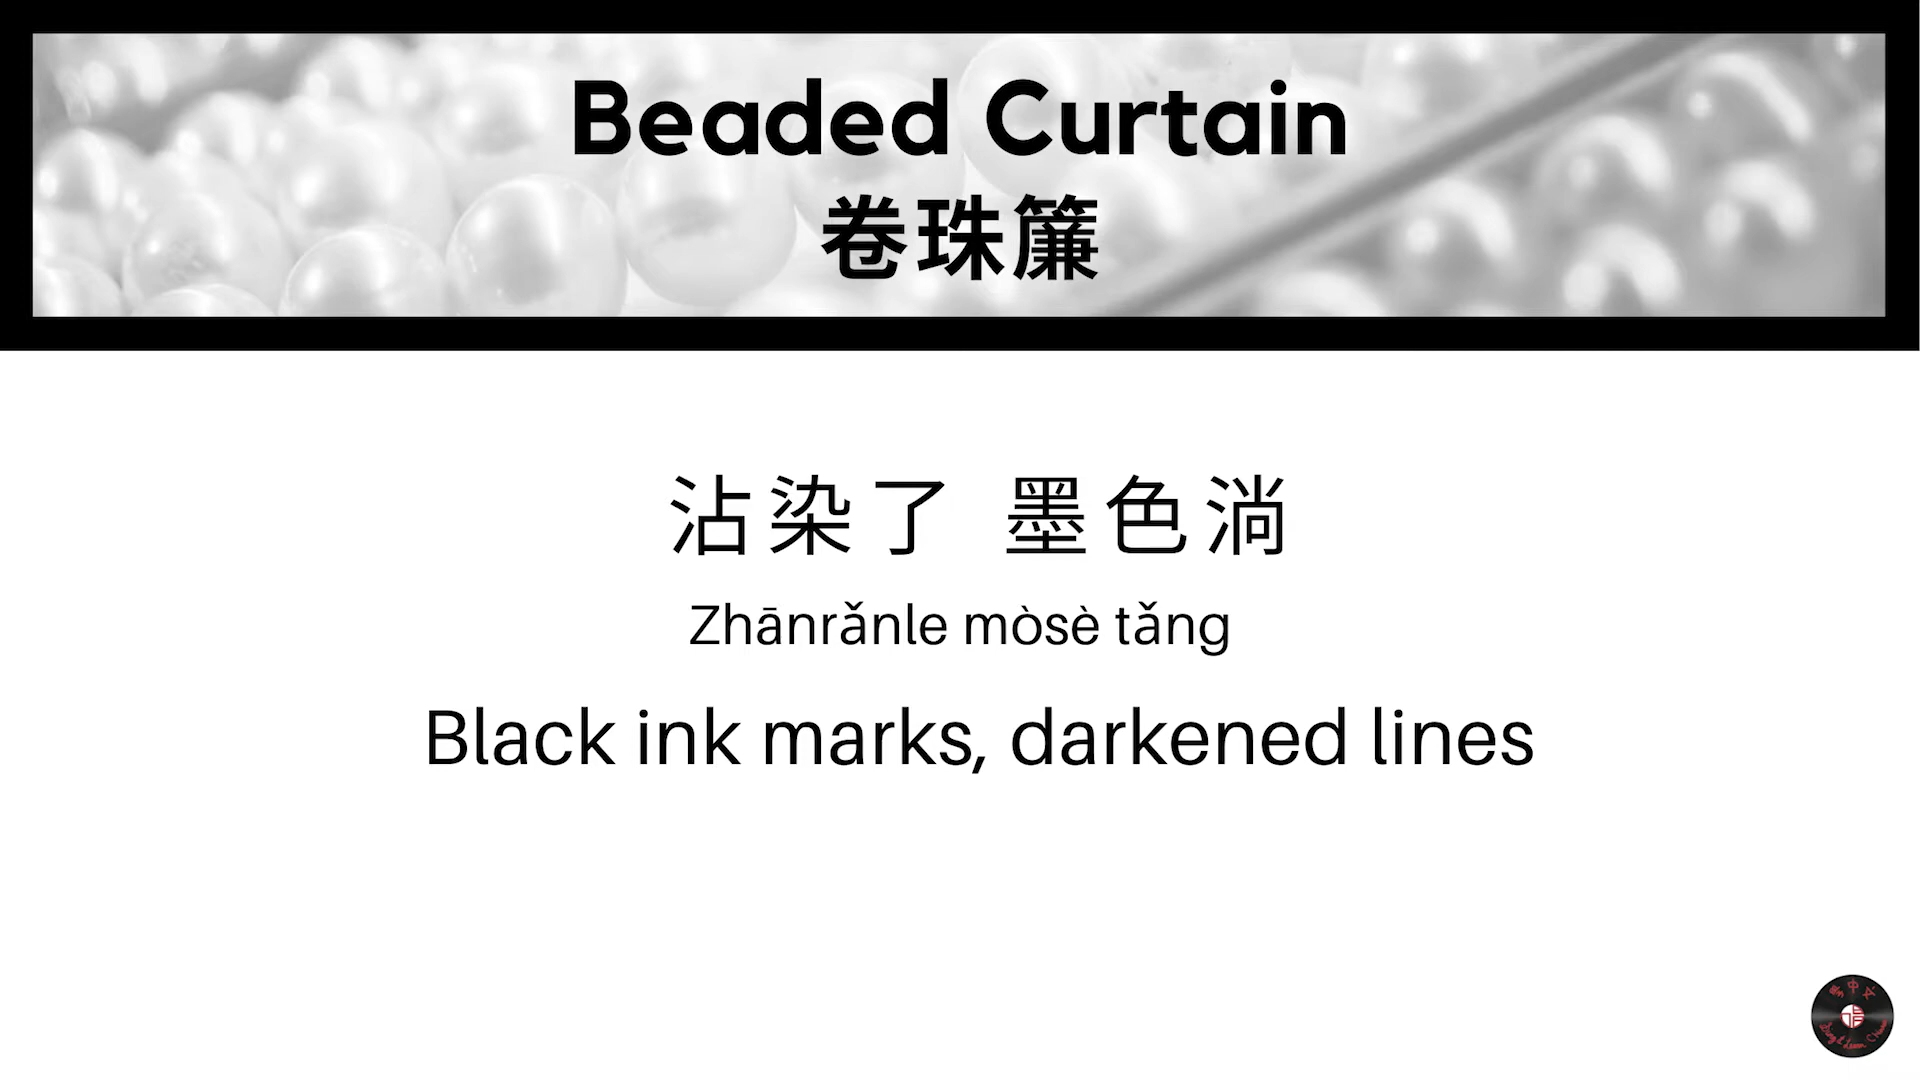 Beaded Curtain
卷珠簾
沾染了 墨色淌
Zhānrǎnle mòsè tǎng
Black ink marks, darkened lines